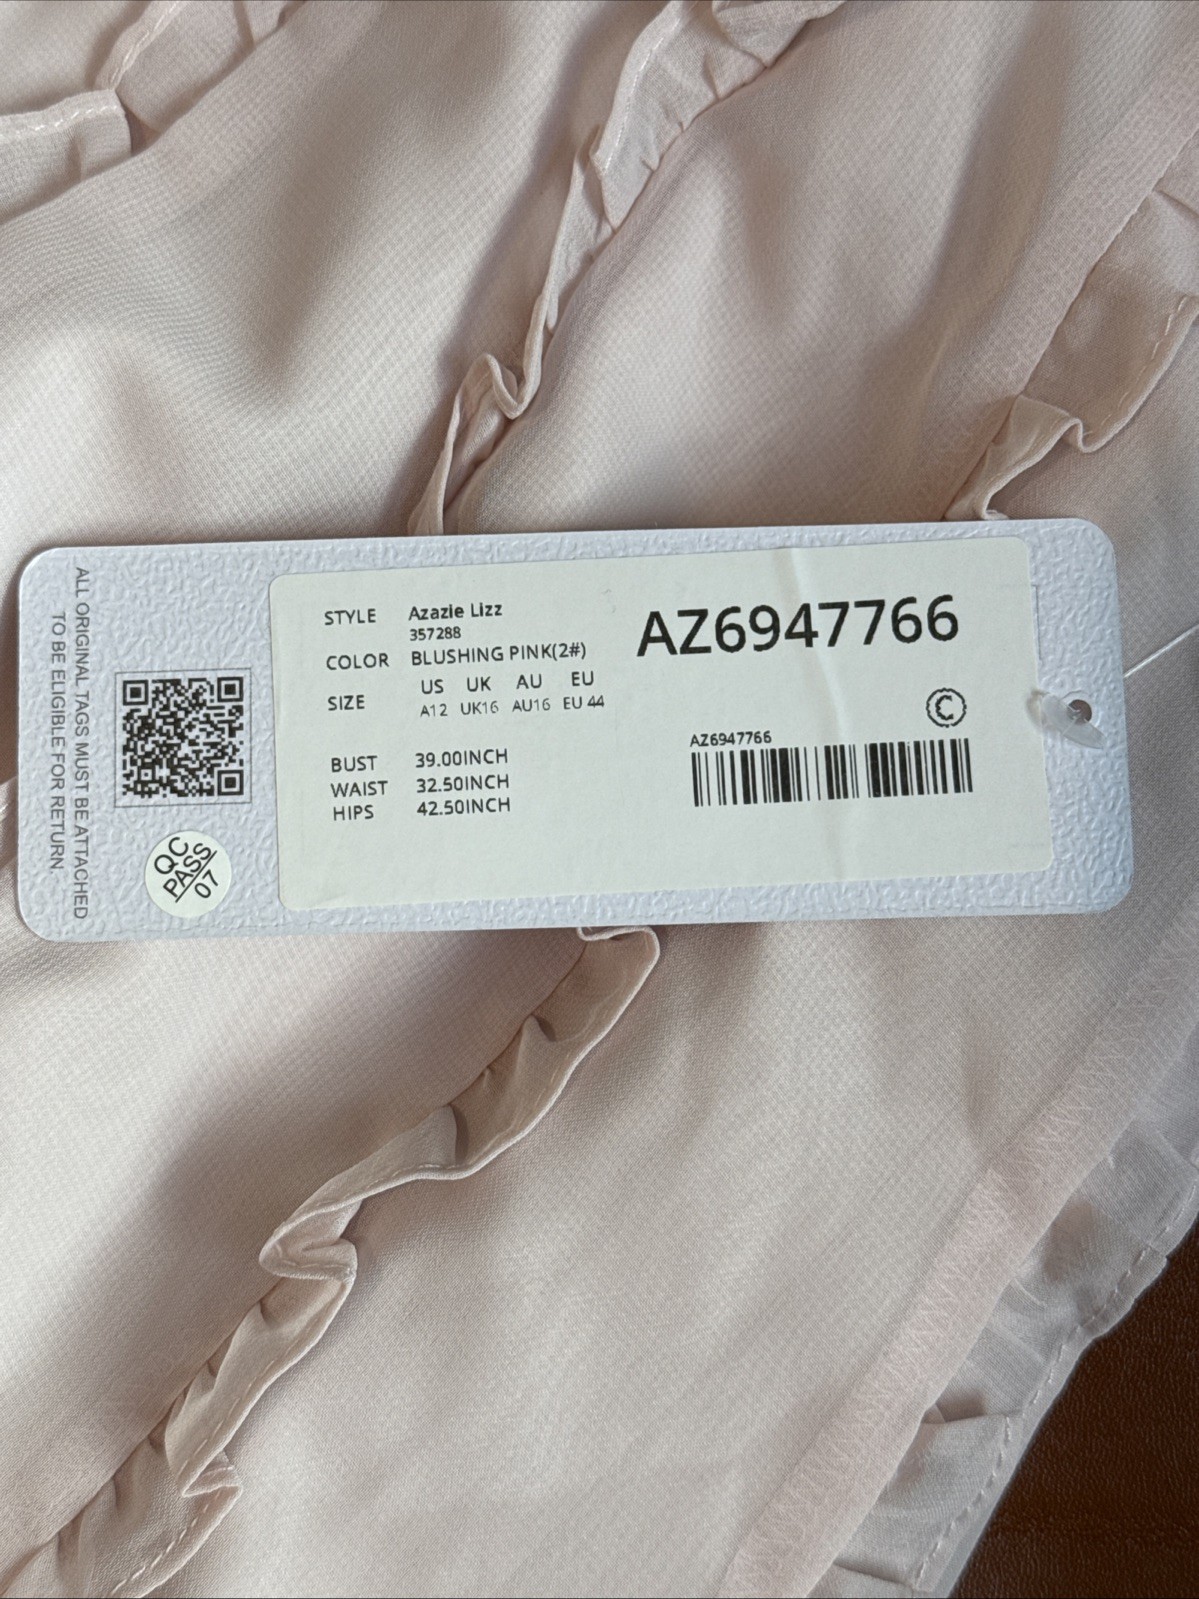 ALL ORIGINAL TAGS MUST BE ATTACHED
TO BE ELIGIBLE FOR RETURN.
QC
PASS
07
STYLE Azazie Lizz
357288
COLOR BLUSHING PINK(2#)
SIZE US UK AU EU
A12 UK16 AU16 EU 44
BUST 39.00INCH
WAIST 32.50INCH
HIPS 42.50INCH
AZ6947766
©
AZ6947766